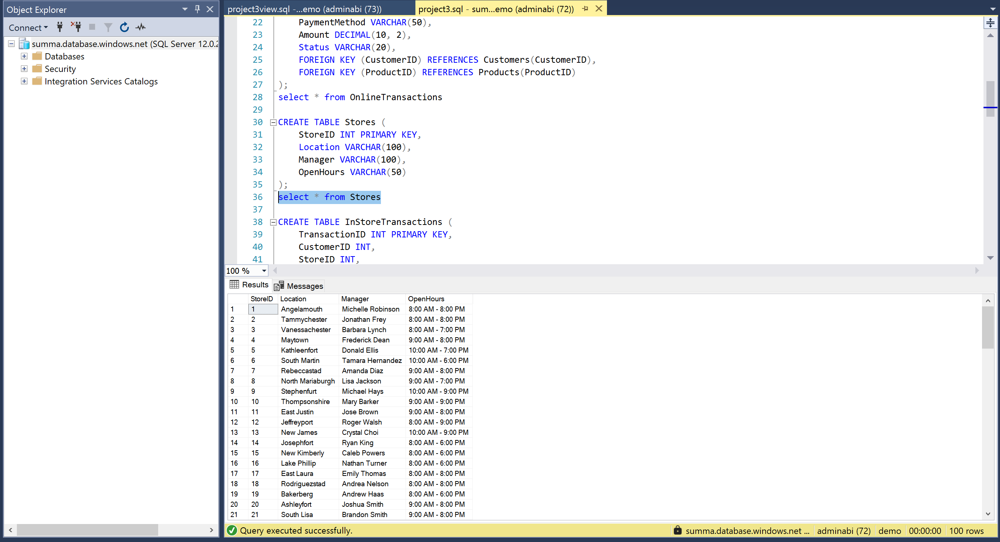 Object Explorer
Connect
summa.database.windows.net (SQL Server 12.0.2
Databases
Security
Integration Services Catalogs
project3view.sql -...emo (adminabi (73))
project3.sql - sum...emo (adminabi (72))
22 PaymentMethod VARCHAR(50),
23 Amount DECIMAL(10, 2),
24 Status VARCHAR(20),
25 FOREIGN KEY (CustomerID) REFERENCES Customers(CustomerID),
26 FOREIGN KEY (ProductID) REFERENCES Products(ProductID)
27 );
28 select * from OnlineTransactions
29
30 CREATE TABLE Stores (
31 StoreID INT PRIMARY KEY,
32 Location VARCHAR(100),
33 Manager VARCHAR(100),
34 OpenHours VARCHAR(50)
35 );
36 select * from Stores
37
38 CREATE TABLE InStoreTransactions (
39 TransactionID INT PRIMARY KEY,
40 CustomerID INT,
41 StoreID INT,
100 %
Results Messages
StoreID Location Manager OpenHours
1 1 Angelamouth Michelle Robinson 8:00 AM - 8:00 PM
2 2 Tammychester Jonathan Frey 8:00 AM - 8:00 PM
3 3 Vanessachester Barbara Lynch 8:00 AM - 7:00 PM
4 4 Maytown Frederick Dean 9:00 AM - 8:00 PM
5 5 Kathleenfort Donald Ellis 10:00 AM - 7:00 PM
6 6 South Martin Tamara Hernandez 10:00 AM - 6:00 PM
7 7 Rebeccastad Amanda Diaz 9:00 AM - 8:00 PM
8 8 North Mariaburgh Lisa Jackson 9:00 AM - 7:00 PM
9 9 Stephenfurt Michael Hays 10:00 AM - 9:00 PM
10 10 Thompsonshire Mary Barker 9:00 AM - 9:00 PM
11 11 East Justin Jose Brown 9:00 AM - 8:00 PM
12 12 Jeffreyport Roger Walsh 8:00 AM - 9:00 PM
13 13 New James Crystal Choi 10:00 AM - 9:00 PM
14 14 Josephfort Ryan King 8:00 AM - 6:00 PM
15 15 New Kimberly Caleb Powers 8:00 AM - 6:00 PM
16 16 Lake Phillip Nathan Turner 8:00 AM - 6:00 PM
17 17 East Laura Emily Thomas 8:00 AM - 8:00 PM
18 18 Rodriguezstad Andrea Nelson 8:00 AM - 8:00 PM
19 19 Bakerberg Andrew Haas 8:00 AM - 6:00 PM
20 20 Ashleyfort Joshua Smith 9:00 AM - 8:00 PM
21 21 South Lisa Brandon Smith 9:00 AM - 8:00 PM
Query executed successfully. summa.database.windows.net ... adminabi (72) demo 00:00:00 100 rows